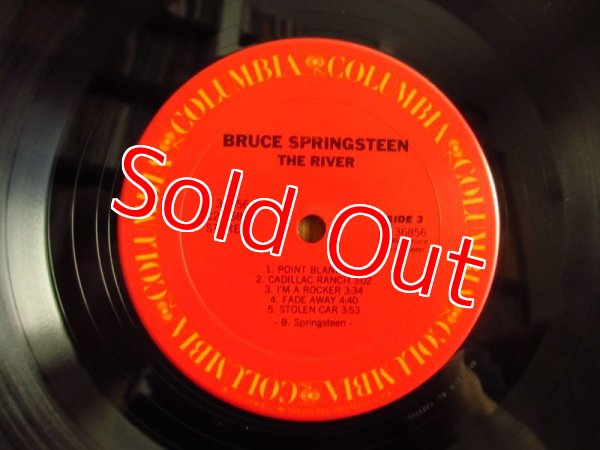 COLUMBIA COLUMBIA COLUMBIA COLUMBIA COLUMBIA COLUMBIA
BRUCE SPRINGSTEEN
THE RIVER
SIDE 3
36856
1. POINT BLAN
2. CADILLAC RANCH 3:02
3. I'M A ROCKER 3:34
4. FADE AWAY 4:40
5. STOLEN CAR 3:53
- B. Springsteen -
Sold Out